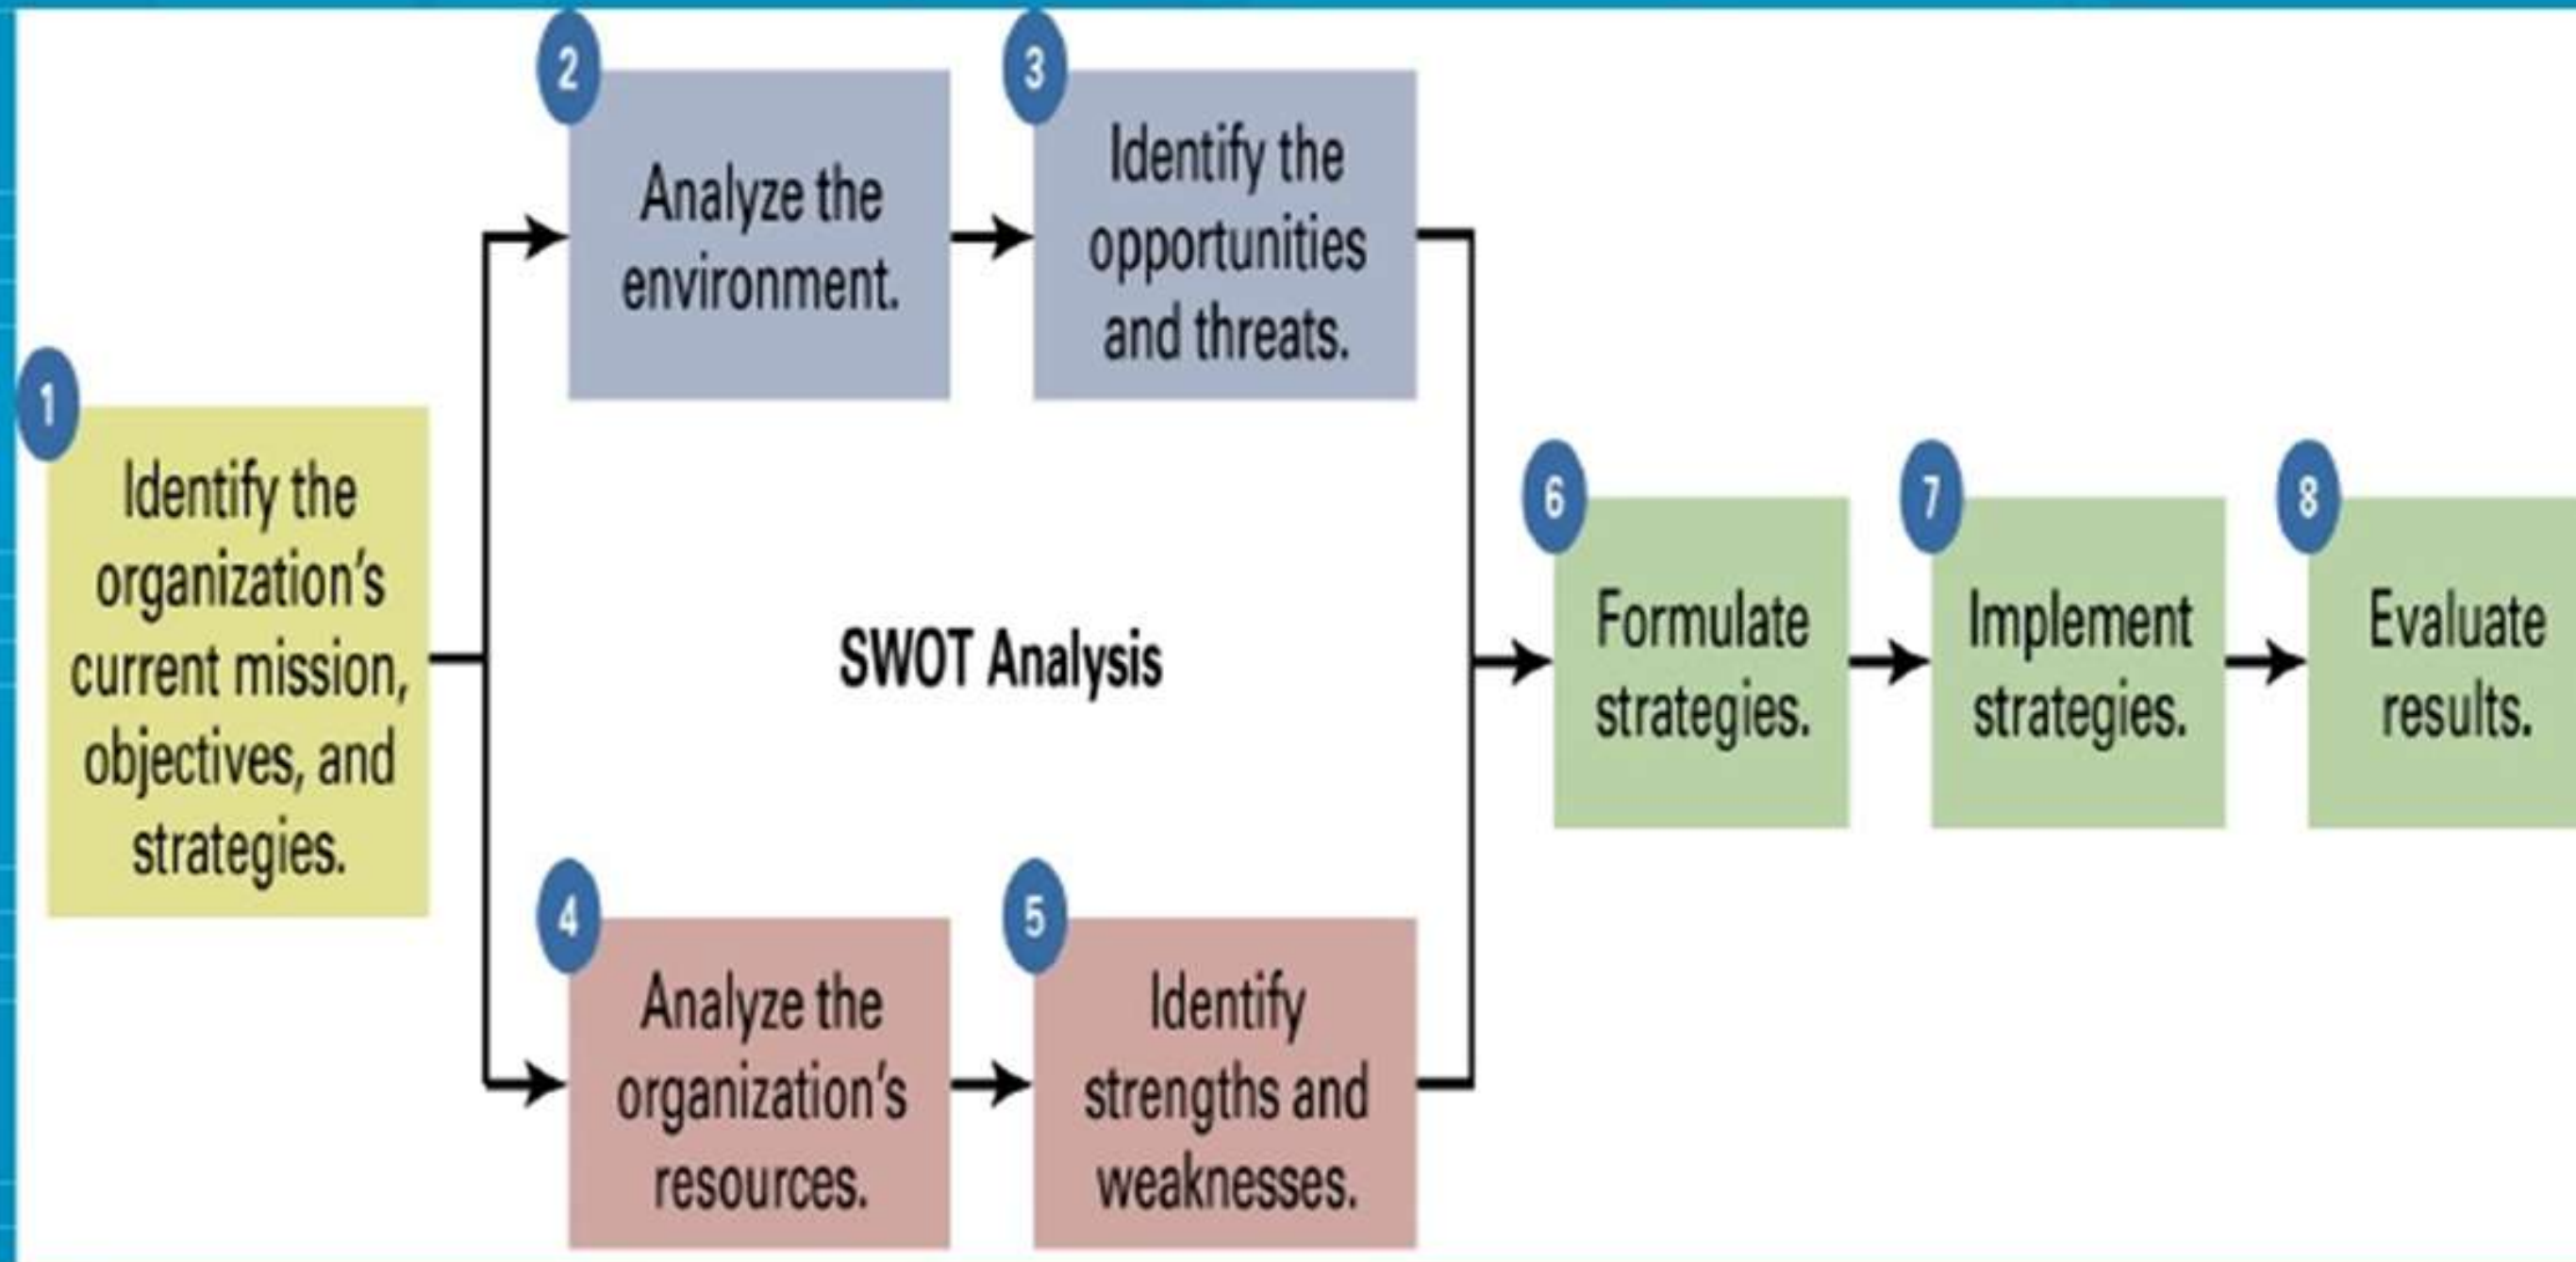 1
Identify the
organization's
current mission,
objectives, and
strategies.
2
Analyze the
environment.
3
Identify the
opportunities
and threats.
SWOT Analysis
4
Analyze the
organization's
resources.
5
Identify
strengths and
weaknesses.
6
Formulate
strategies.
7
Implement
strategies.
8
Evaluate
results.